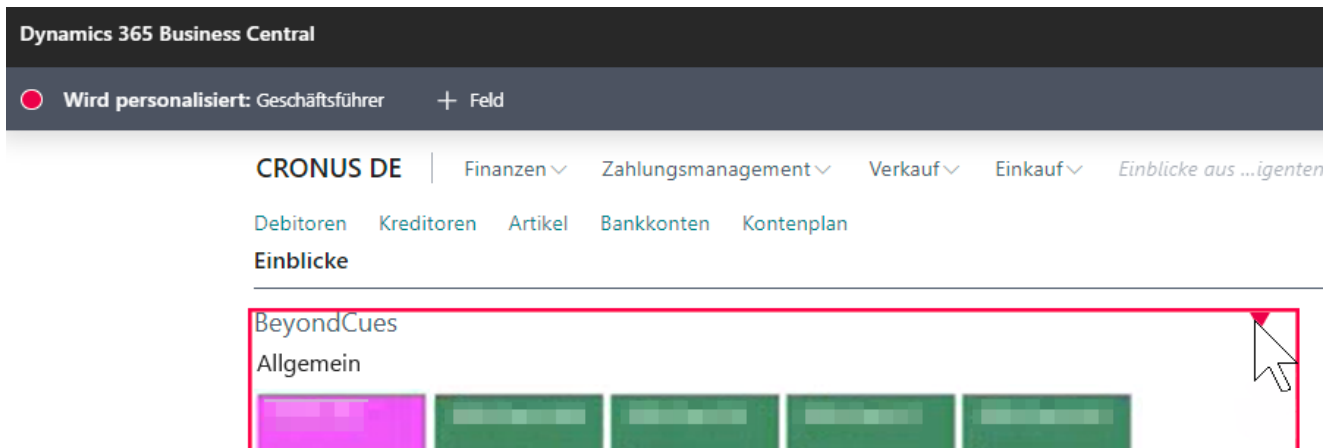 Dynamics 365 Business Central
Wird personalisiert: Geschäftsführer + Feld
CRONUS DE Finanzen Zahlungsmanagement Verkauf Einkauf Einblicke aus ...igenten
Debitoren Kreditoren Artikel Bankkonten Kontenplan
Einblicke
BeyondCues
Allgemein